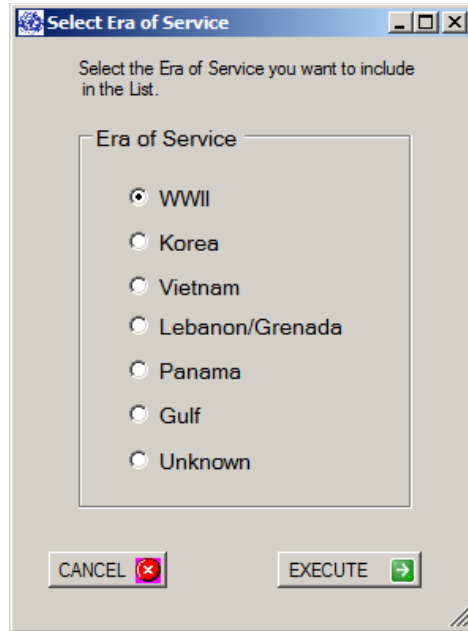 Select Era of Service
Select the Era of Service you want to include
in the List.
Era of Service
WWII
Korea
Vietnam
Lebanon/Grenada
Panama
Gulf
Unknown
CANCEL
EXECUTE